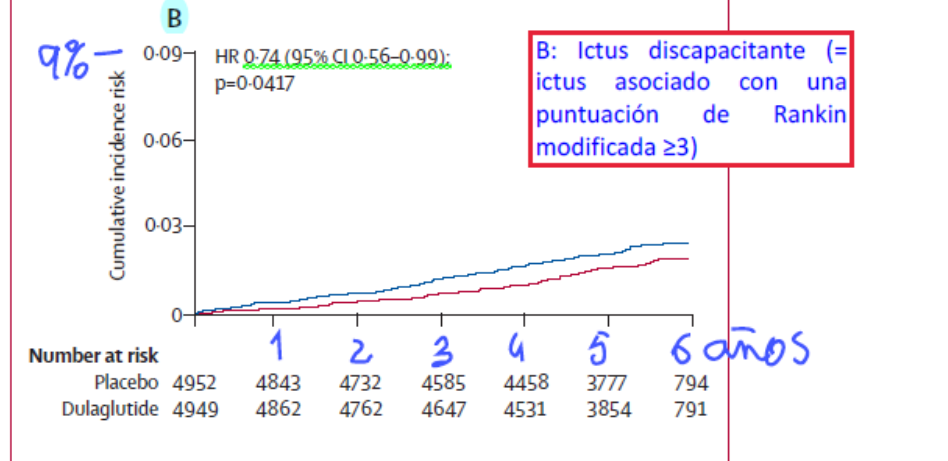 B
9% –
0·09
HR 0·74 (95% CI 0·56–0·99);
p=0·0417
B: Ictus discapacitante (=
ictus asociado con una
puntuación de Rankin
modificada ≥3)
0·06
0·03
0
Cumulative incidence risk
1 2 3 4 5 6 años
Number at risk
Placebo 4952 4843 4732 4585 4458 3777 794
Dulaglutide 4949 4862 4762 4647 4531 3854 791